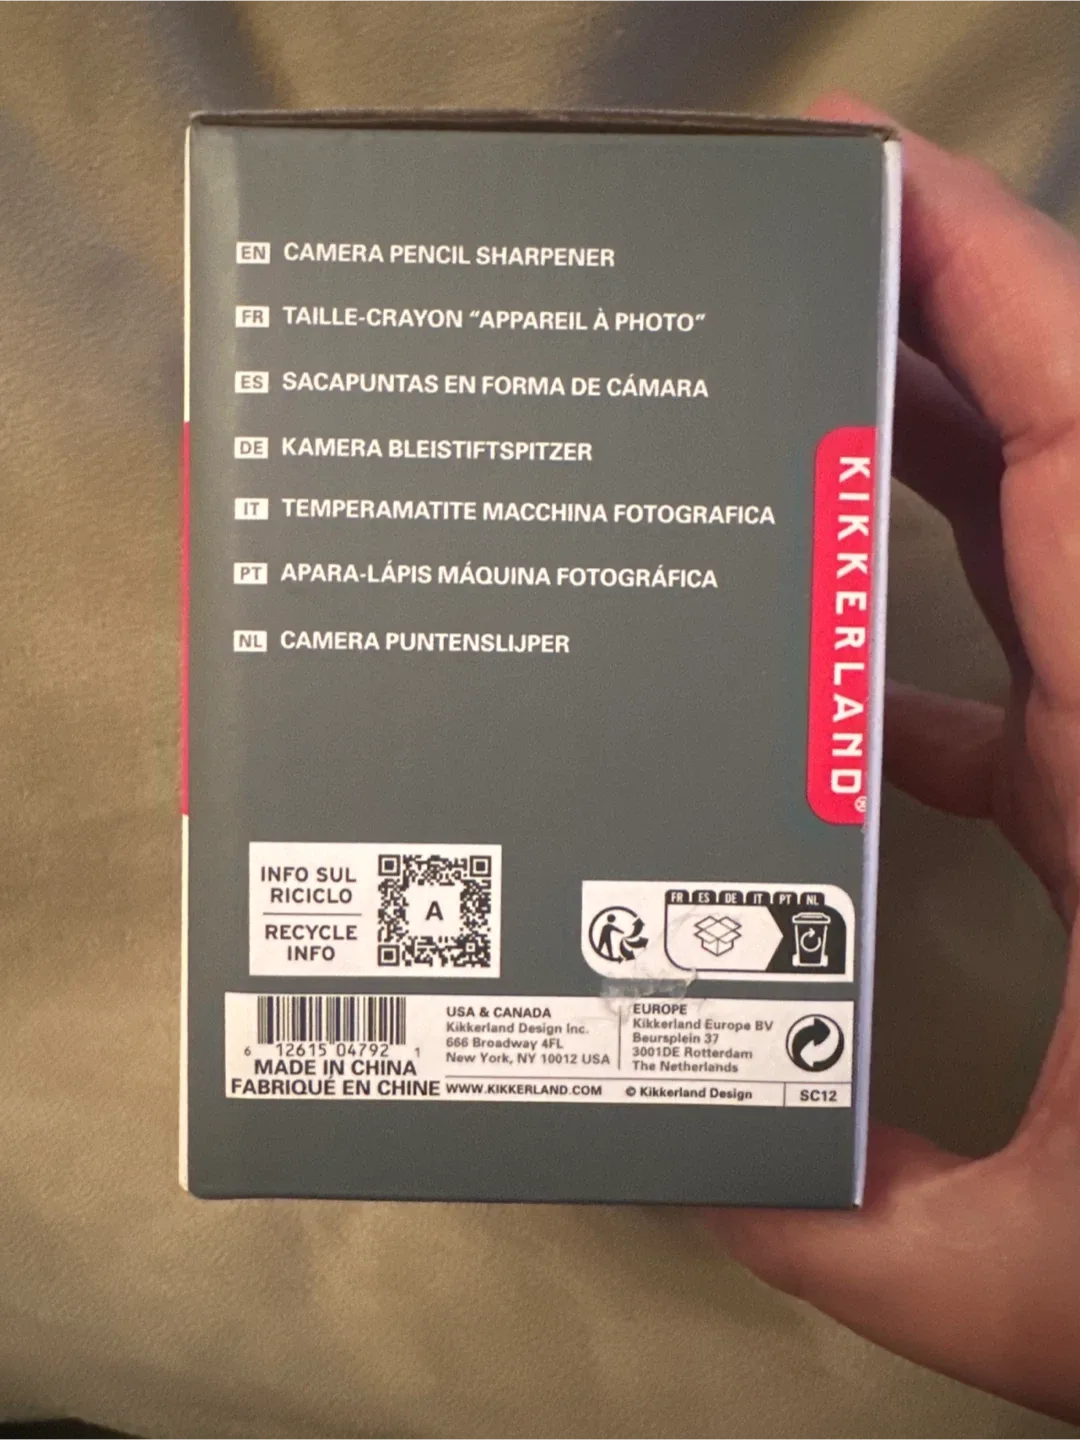 EN CAMERA PENCIL SHARPENER
FR TAILLE-CRAYON “APPAREIL À PHOTO”
ES SACAPUNTAS EN FORMA DE CÁMARA
DE KAMERA BLEISTIFTSPITZER
IT TEMPERAMATITE MACCHINA FOTOGRAFICA
PT APARA-LÁPIS MÁQUINA FOTOGRÁFICA
NL CAMERA PUNTENSLIJPER
KIKKERLAND®
INFO SUL
RICICLO
RECYCLE
INFO
A
FR ES DE IT PT NL
6 12615 04792 1
MADE IN CHINA
FABRIQUÉ EN CHINE
USA & CANADA
Kikkerland Design Inc.
666 Broadway 4FL
New York, NY 10012 USA
EUROPE
Kikkerland Europe BV
Beursplein 37
3001DE Rotterdam
The Netherlands
WWW.KIKKERLAND.COM
© Kikkerland Design
SC12